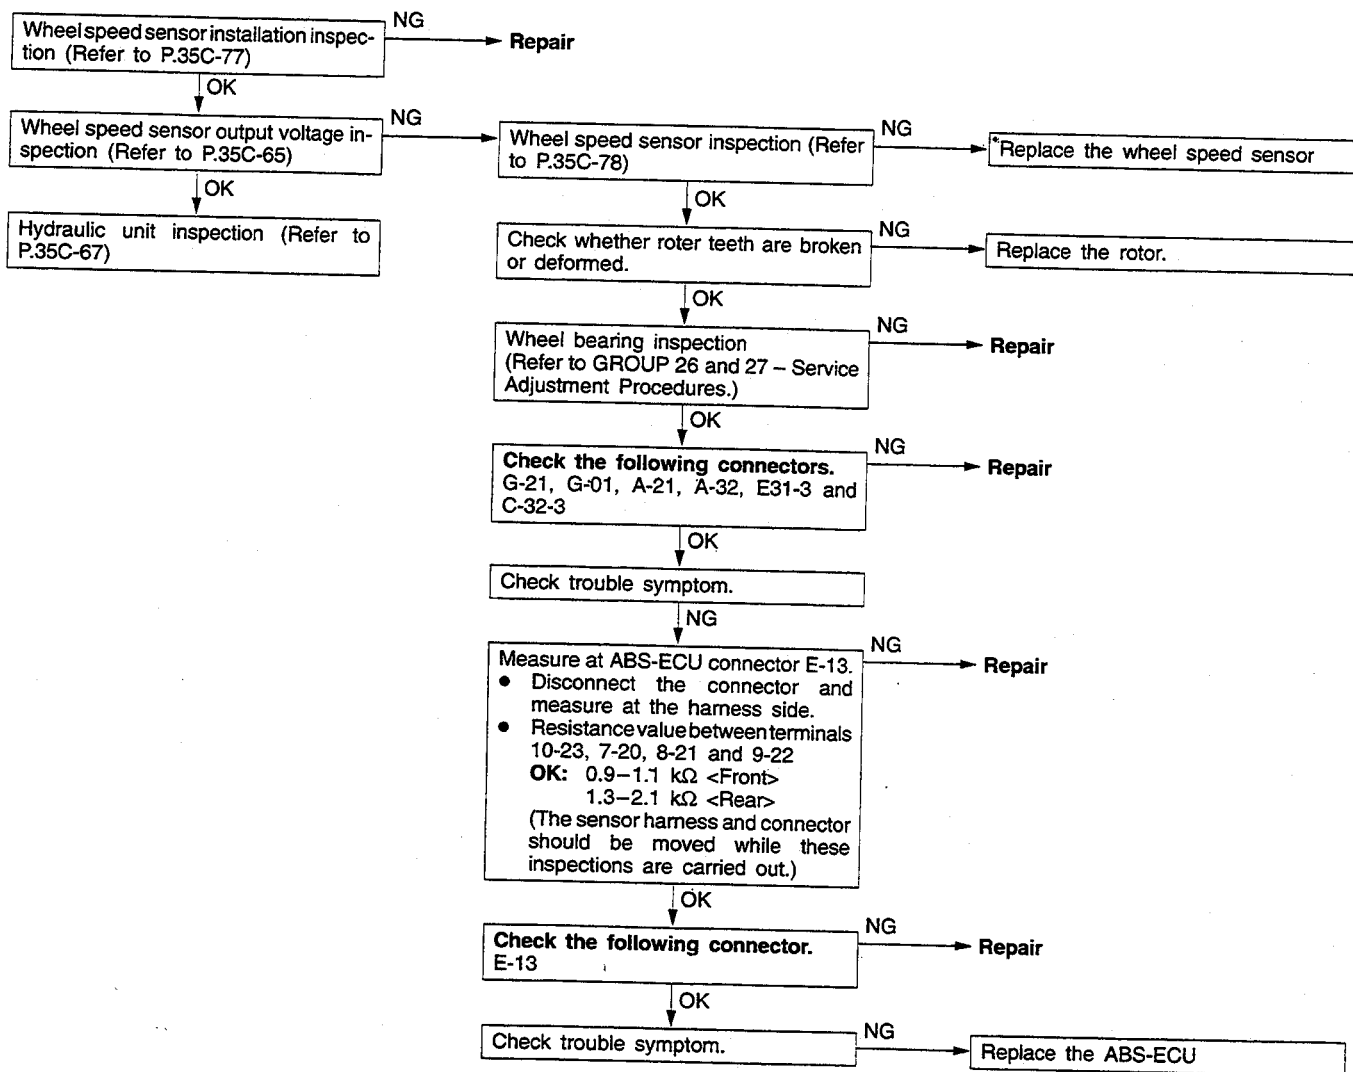 Wheel speed sensor installation inspec-
tion (Refer to P.35C-77)
NG
Repair
OK
Wheel speed sensor output voltage in-
spection (Refer to P.35C-65)
NG
Wheel speed sensor inspection (Refer
to P.35C-78)
NG
*Replace the wheel speed sensor
OK
Hydraulic unit inspection (Refer to
P.35C-67)
OK
Check whether roter teeth are broken
or deformed.
NG
Replace the rotor.
OK
Wheel bearing inspection
(Refer to GROUP 26 and 27 – Service
Adjustment Procedures.)
NG
Repair
OK
Check the following connectors.
G-21, G-01, A-21, A-32, E31-3 and
C-32-3
NG
Repair
OK
Check trouble symptom.
NG
Measure at ABS-ECU connector E-13.
● Disconnect the connector and
measure at the harness side.
● Resistance value between terminals
10-23, 7-20, 8-21 and 9-22
OK: 0.9–1.1 kΩ <Front>
1.3–2.1 kΩ <Rear>
(The sensor harness and connector
should be moved while these
inspections are carried out.)
NG
Repair
OK
Check the following connector.
E-13
NG
Repair
OK
Check trouble symptom.
NG
Replace the ABS-ECU